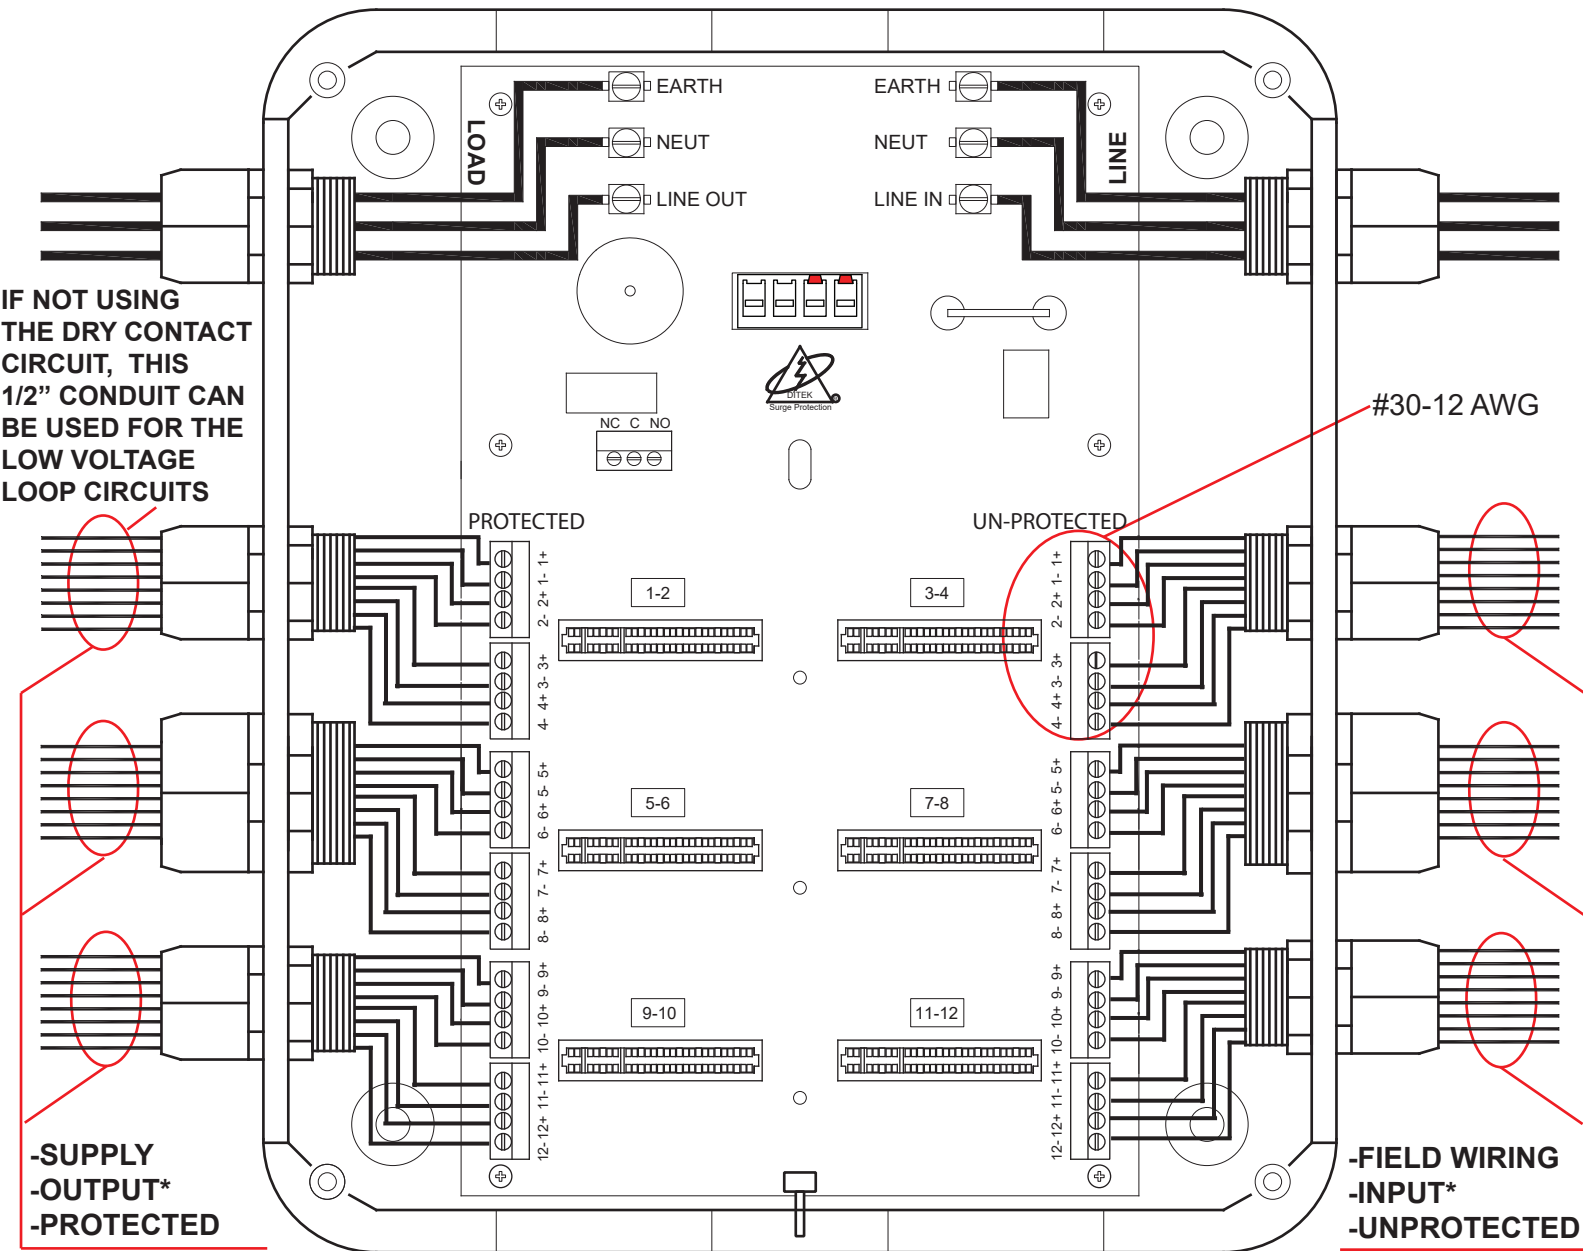 EARTH
EARTH
NEUT
NEUT
LINE OUT
LINE IN
LOAD
LINE
IF NOT USING
THE DRY CONTACT
CIRCUIT, THIS
1/2” CONDUIT CAN
BE USED FOR THE
LOW VOLTAGE
LOOP CIRCUITS
DITEK
®
Surge Protection
NC C NO
#30-12 AWG
PROTECTED
UN-PROTECTED
2- 2+ 1- 1+
4- 4+ 3- 3+
6- 6+ 5- 5+
8- 8+ 7- 7+
10- 10+ 9- 9+
12- 12+ 11- 11+
1-2
3-4
5-6
7-8
9-10
11-12
2- 2+ 1- 1+
4- 4+ 3- 3+
6- 6+ 5- 5+
8- 8+ 7- 7+
10- 10+ 9- 9+
12- 12+ 11- 11+
-SUPPLY
-OUTPUT*
-PROTECTED
-FIELD WIRING
-INPUT*
-UNPROTECTED